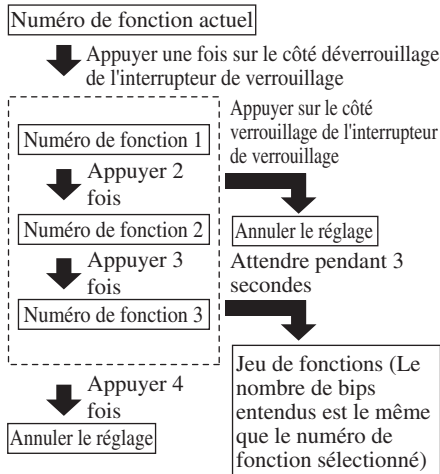 Numéro de fonction actuel
Appuyer une fois sur le côté déverrouillage
de l'interrupteur de verrouillage
Appuyer sur le côté
verrouillage de l'interrupteur
de verrouillage
Numéro de fonction 1
Appuyer 2
fois
Numéro de fonction 2
Annuler le réglage
Appuyer 3
fois
Attendre pendant 3
secondes
Numéro de fonction 3
Jeu de fonctions (Le
nombre de bips
entendus est le même
que le numéro de
fonction sélectionné)
Appuyer 4
fois
Annuler le réglage